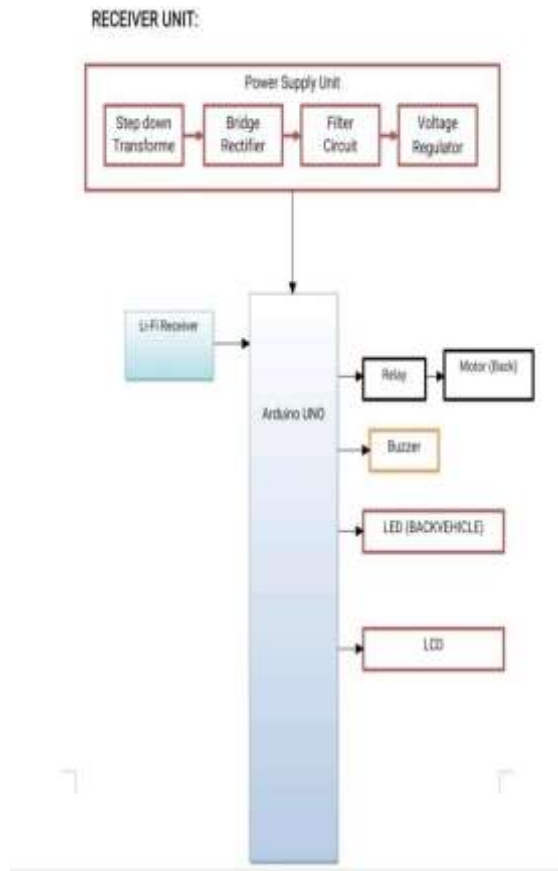 RECEIVER UNIT:
Power Supply Unit
Step down
Transforme
Bridge
Rectifier
Filter
Circuit
Voltage
Regulator
Li-Fi Receiver
Arduino UNO
Relay
Motor (Back)
Buzzer
LED (BACKVEHICLE)
LCD